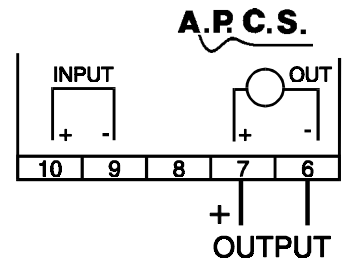 A.P.C.S.
INPUT OUT
+ - + -
10 9 8 7 6
+
OUTPUT